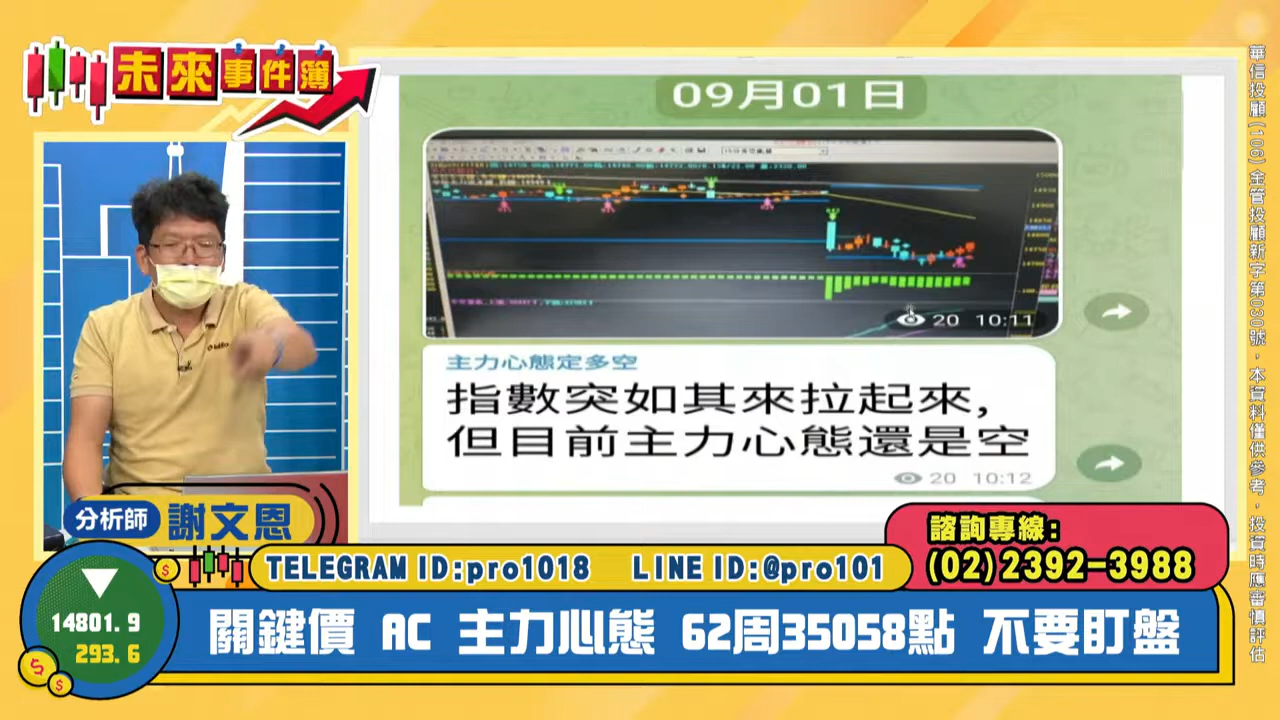 未來事件簿
09月01日
20 10:11
主力心態定多空
指數突如其來拉起來,
但目前主力心態還是空
20 10:12
華信投顧(106)金管投顧新字第030號,本資料僅供參考,投資時應審慎評估
分析師 謝文恩
諮詢專線:
(02)2392-3988
TELEGRAM ID:pro1018 LINE ID:@pro101
14801.9
293.6
關鍵價 AC 主力心態 62周35058點 不要盯盤